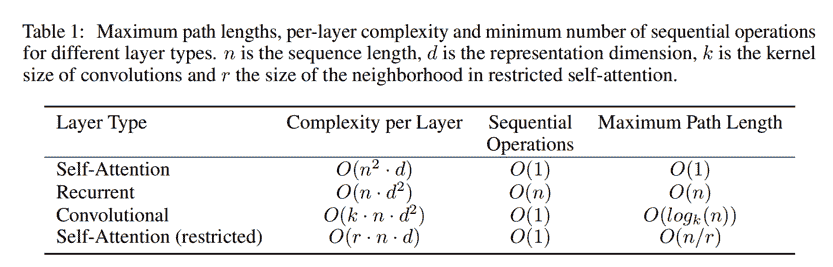 Table 1: Maximum path lengths, per-layer complexity and minimum number of sequential operations
for different layer types. n is the sequence length, d is the representation dimension, k is the kernel
size of convolutions and r the size of the neighborhood in restricted self-attention.
Layer Type Complexity per Layer Sequential Maximum Path Length
Operations
Self-Attention O(n² · d) O(1) O(1)
Recurrent O(n · d²) O(n) O(n)
Convolutional O(k · n · d²) O(1) O(logₖ(n))
Self-Attention (restricted) O(r · n · d) O(1) O(n/r)